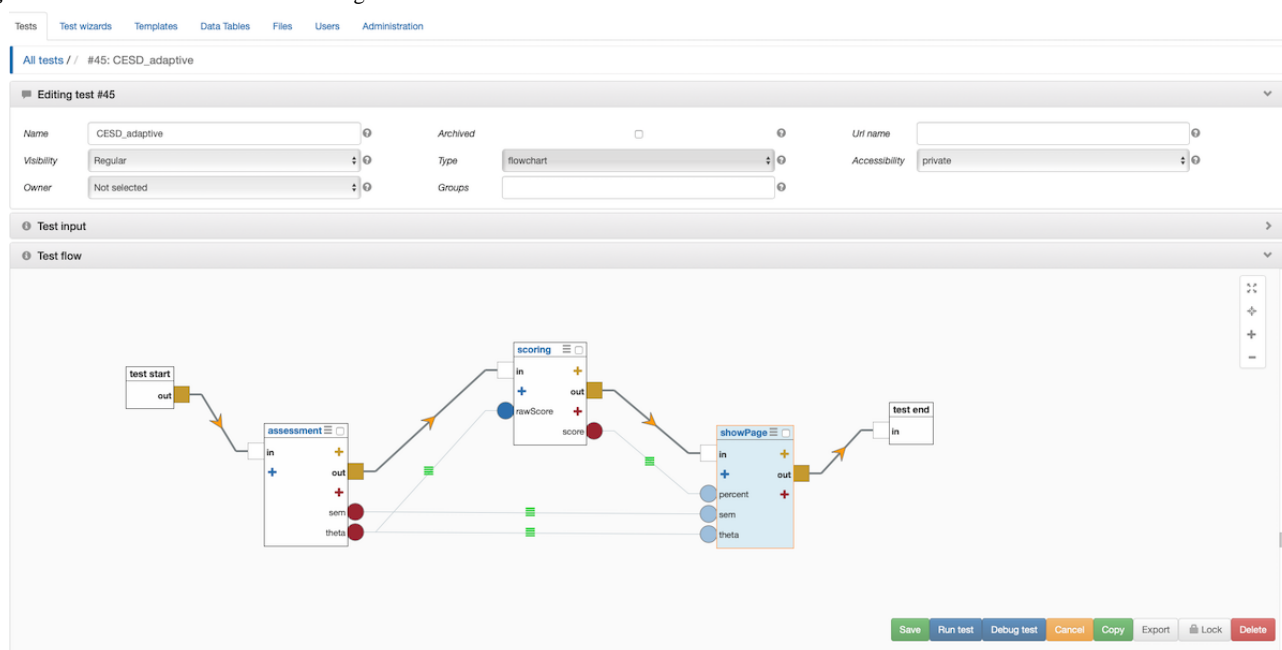 Tests Test wizards Templates Data Tables Files Users Administration
All tests / / #45: CESD_adaptive
Editing test #45
Name CESD_adaptive Archived Url name
Visibility Regular Type flowchart Accessibility private
Owner Not selected Groups
Test input
Test flow
test start
out
assessment
in
out
sem
theta
scoring
in
out
rawScore
score
showPage
in
out
percent
sem
theta
test end
in
Save Run test Debug test Cancel Copy Export Lock Delete